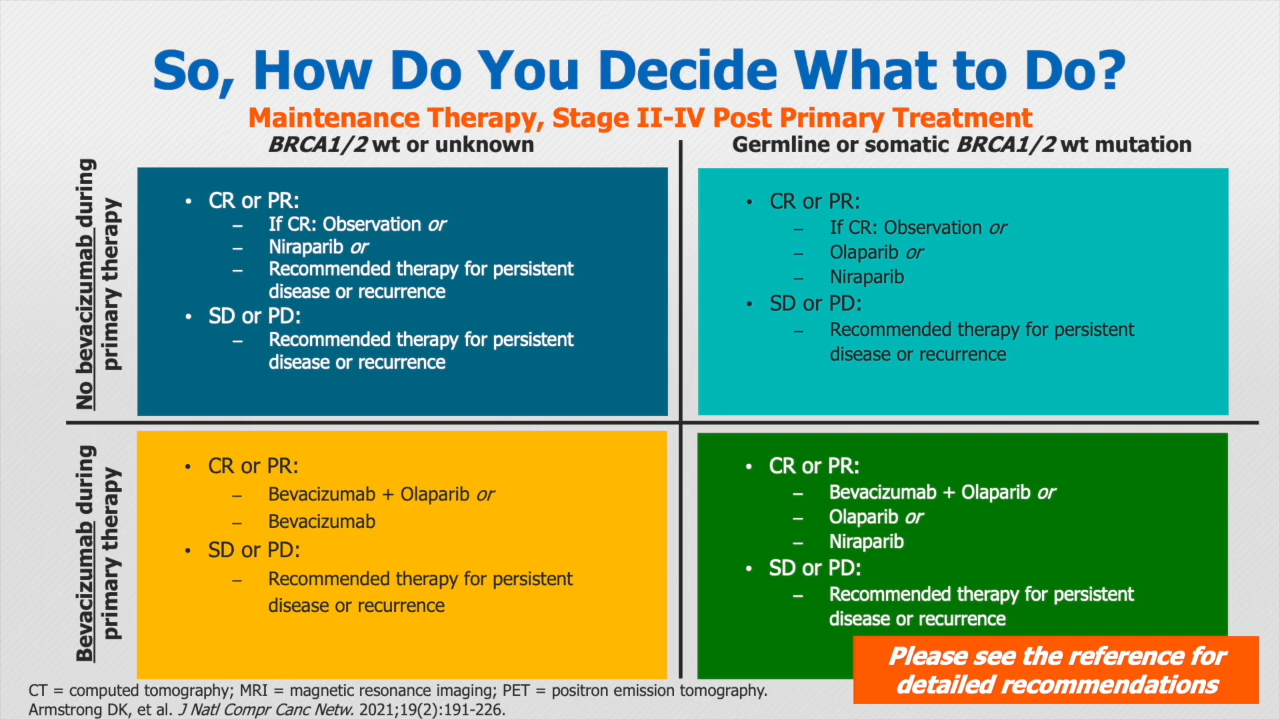 So, How Do You Decide What to Do?
Maintenance Therapy, Stage II-IV Post Primary Treatment
BRCA1/2 wt or unknown
Germline or somatic BRCA1/2 wt mutation
No bevacizumab during
primary therapy
• CR or PR:
– If CR: Observation or
– Niraparib or
– Recommended therapy for persistent
disease or recurrence
• SD or PD:
– Recommended therapy for persistent
disease or recurrence
• CR or PR:
– If CR: Observation or
– Olaparib or
– Niraparib
• SD or PD:
– Recommended therapy for persistent
disease or recurrence
Bevacizumab during
primary therapy
• CR or PR:
– Bevacizumab + Olaparib or
– Bevacizumab
• SD or PD:
– Recommended therapy for persistent
disease or recurrence
• CR or PR:
– Bevacizumab + Olaparib or
– Olaparib or
– Niraparib
• SD or PD:
– Recommended therapy for persistent
disease or recurrence
Please see the reference for
detailed recommendations
CT = computed tomography; MRI = magnetic resonance imaging; PET = positron emission tomography.
Armstrong DK, et al. J Natl Compr Canc Netw. 2021;19(2):191-226.